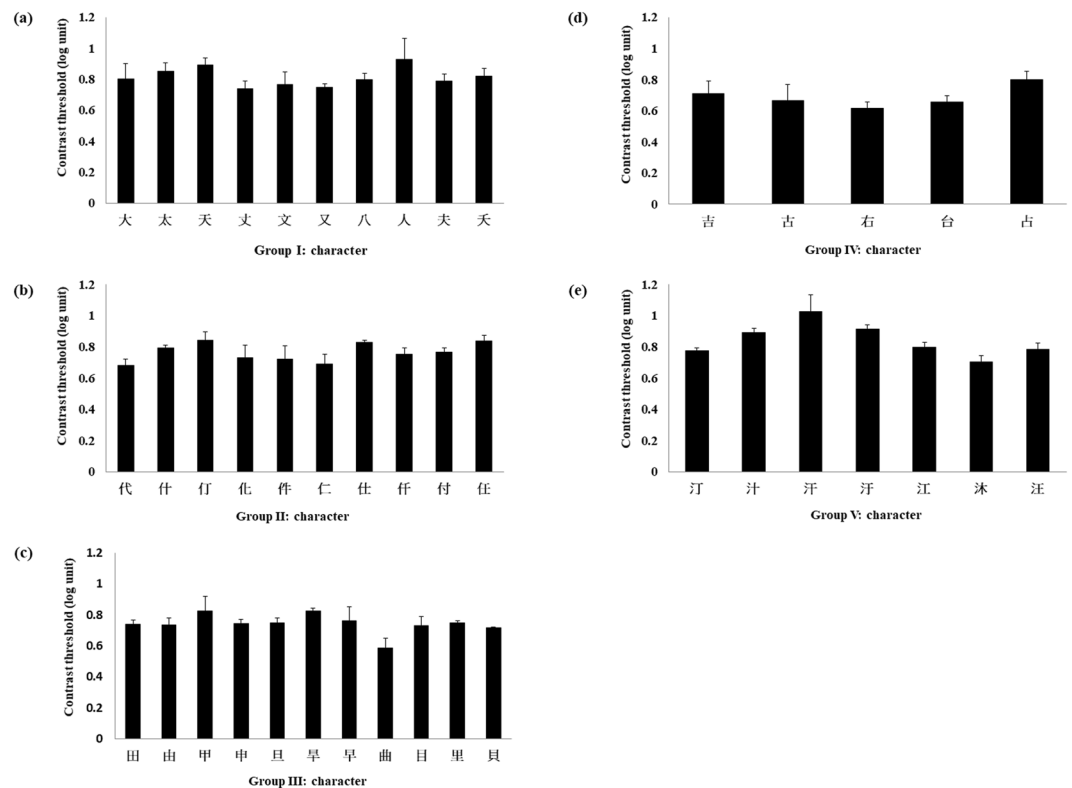 (a)
Contrast threshold (log unit)
1.2
1
0.8
0.6
0.4
0.2
0
大 太 天 丈 文 又 八 人 夫 夭
Group I: character
(b)
Contrast threshold (log unit)
1.2
1
0.8
0.6
0.4
0.2
0
代 什 仃 化 件 仁 仕 仟 付 任
Group II: character
(c)
Contrast threshold (log unit)
1.2
1
0.8
0.6
0.4
0.2
0
田 由 甲 申 旦 旱 早 曲 目 里 貝
Group III: character
(d)
Contrast threshold (log unit)
1.2
1
0.8
0.6
0.4
0.2
0
吉 古 右 台 占
Group IV: character
(e)
Contrast threshold (log unit)
1.2
1
0.8
0.6
0.4
0.2
0
汀 汁 汗 汙 江 沐 汪
Group V: character